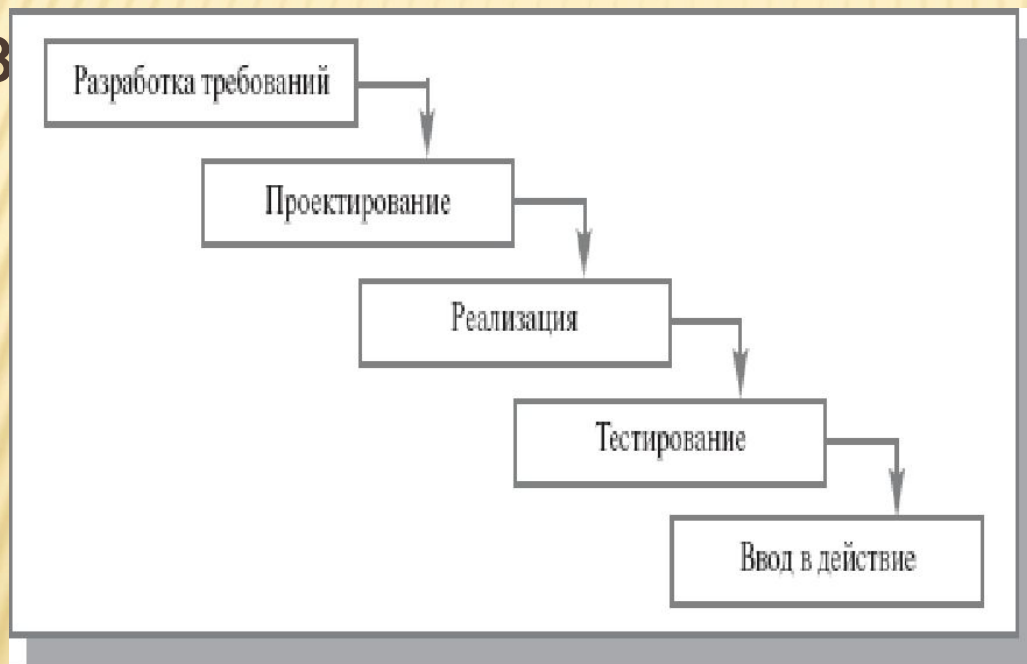 Разработка требований
Проектирование
Реализация
Тестирование
Ввод в действие